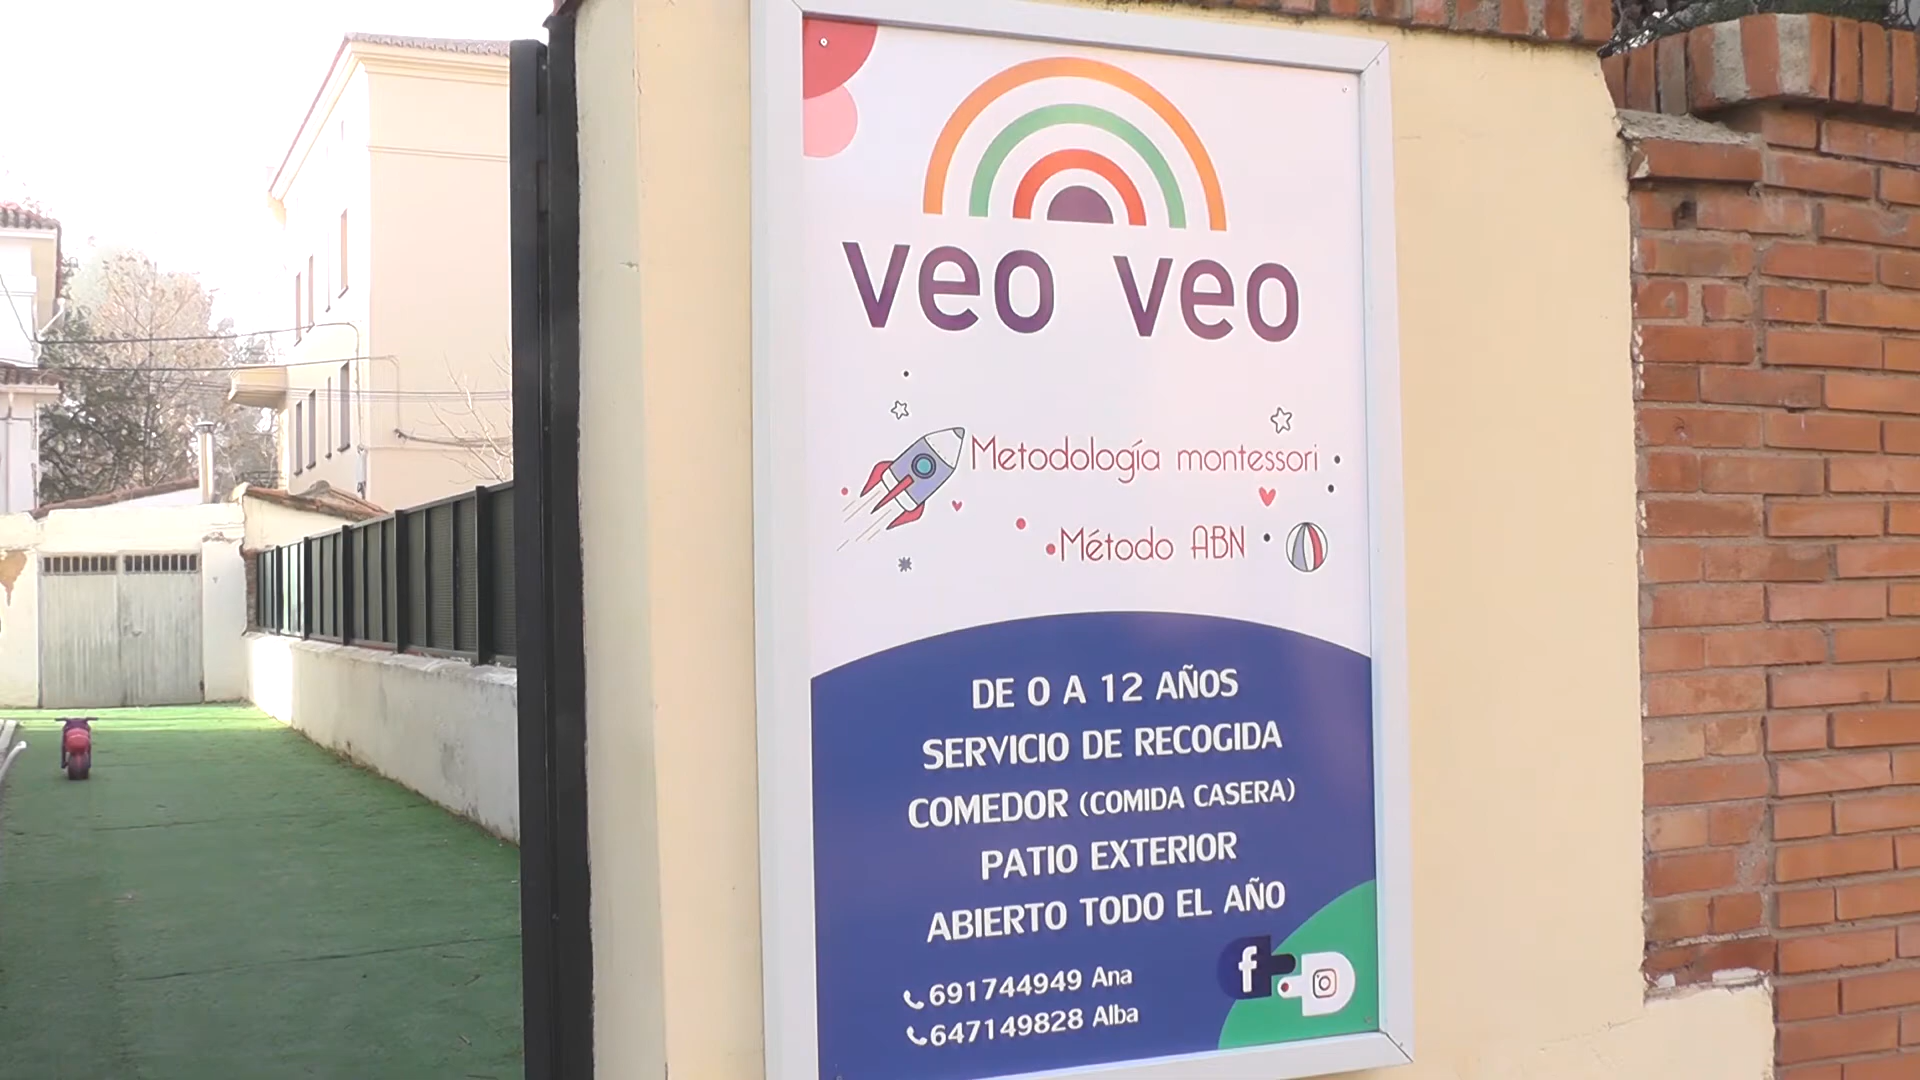 veo veo
Metodología montessori
Método ABN
DE 0 A 12 AÑOS
SERVICIO DE RECOGIDA
COMEDOR (COMIDA CASERA)
PATIO EXTERIOR
ABIERTO TODO EL AÑO
691744949 Ana
647149828 Alba